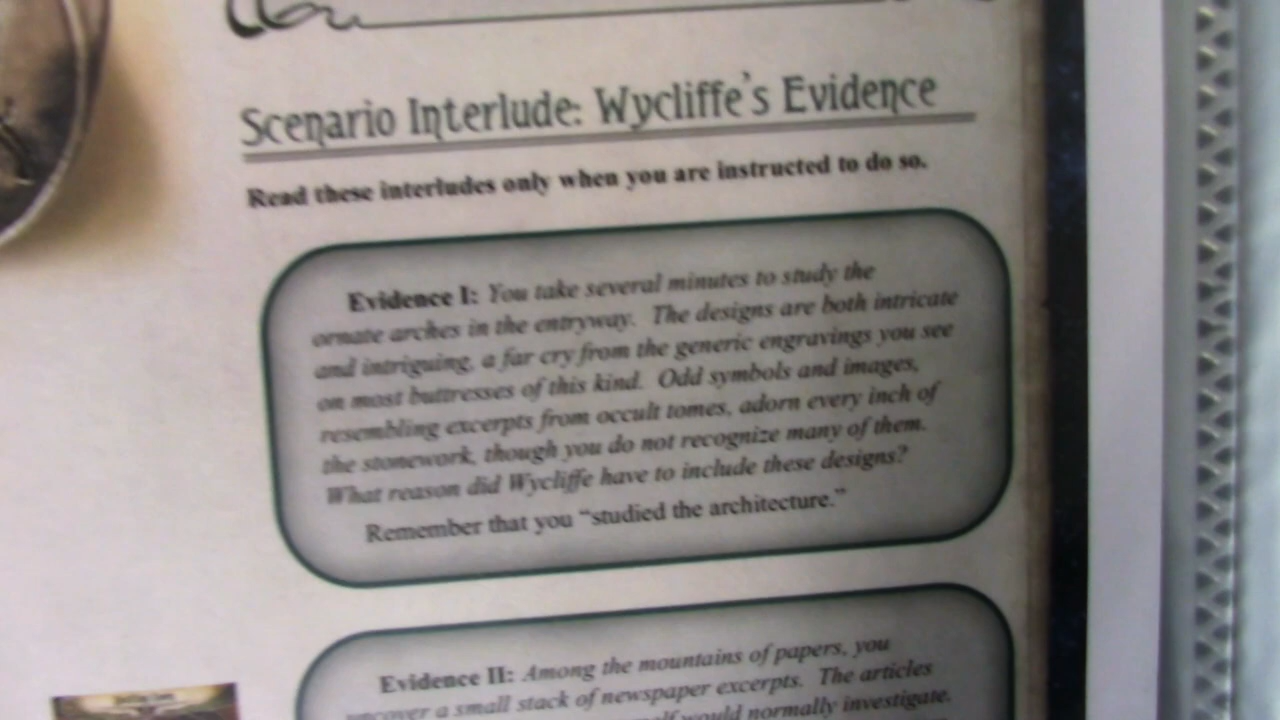 Scenario Interlude: Wycliffe's Evidence
Read these interludes only when you are instructed to do so.
Evidence I: You take several minutes to study the
ornate arches in the entryway. The designs are both intricate
and intriguing, a far cry from the generic engravings you see
on most buttresses of this kind. Odd symbols and images,
resembling excerpts from occult tomes, adorn every inch of
the stonework, though you do not recognize many of them.
What reason did Wycliffe have to include these designs?
Remember that you “studied the architecture.”
Evidence II: Among the mountains of papers, you
uncover a small stack of newspaper excerpts. The articles
would normally investigate.